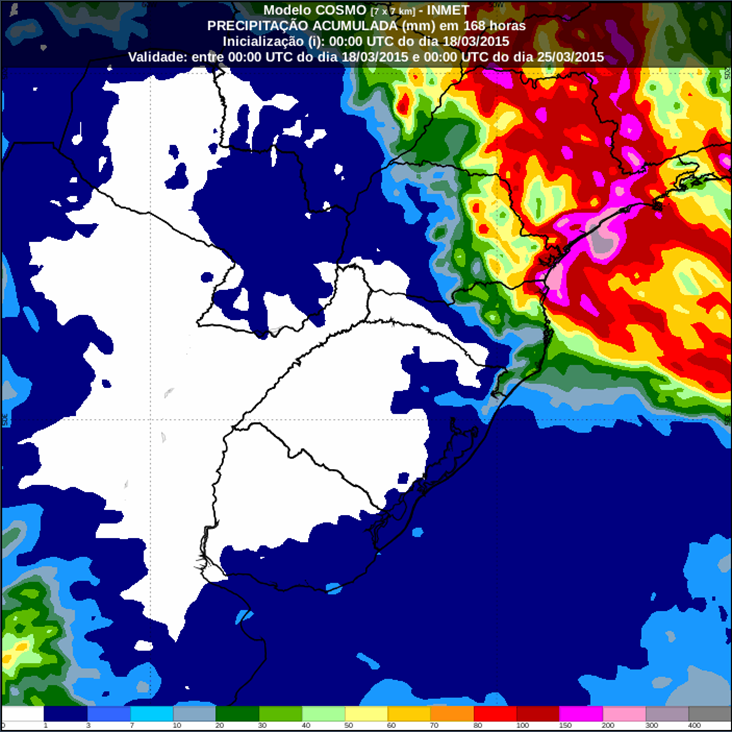 Modelo COSMO [7 x 7 km] - INMET
PRECIPITAÇÃO ACUMULADA (mm) em 168 horas
Inicialização (i): 00:00 UTC do dia 18/03/2015
Validade: entre 00:00 UTC do dia 18/03/2015 e 00:00 UTC do dia 25/03/2015
0 1 3 7 10 20 30 40 50 60 70 80 100 150 200 300 400